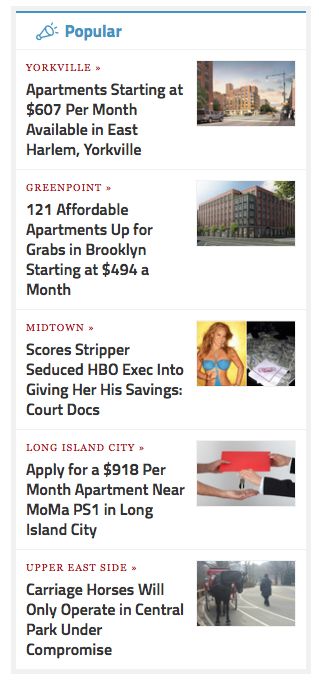 Popular
YORKVILLE »
Apartments Starting at
$607 Per Month
Available in East
Harlem, Yorkville
GREENPOINT »
121 Affordable
Apartments Up for
Grabs in Brooklyn
Starting at $494 a
Month
MIDTOWN »
Scores Stripper
Seduced HBO Exec Into
Giving Her His Savings:
Court Docs
LONG ISLAND CITY »
Apply for a $918 Per
Month Apartment Near
MoMa PS1 in Long
Island City
UPPER EAST SIDE »
Carriage Horses Will
Only Operate in Central
Park Under
Compromise